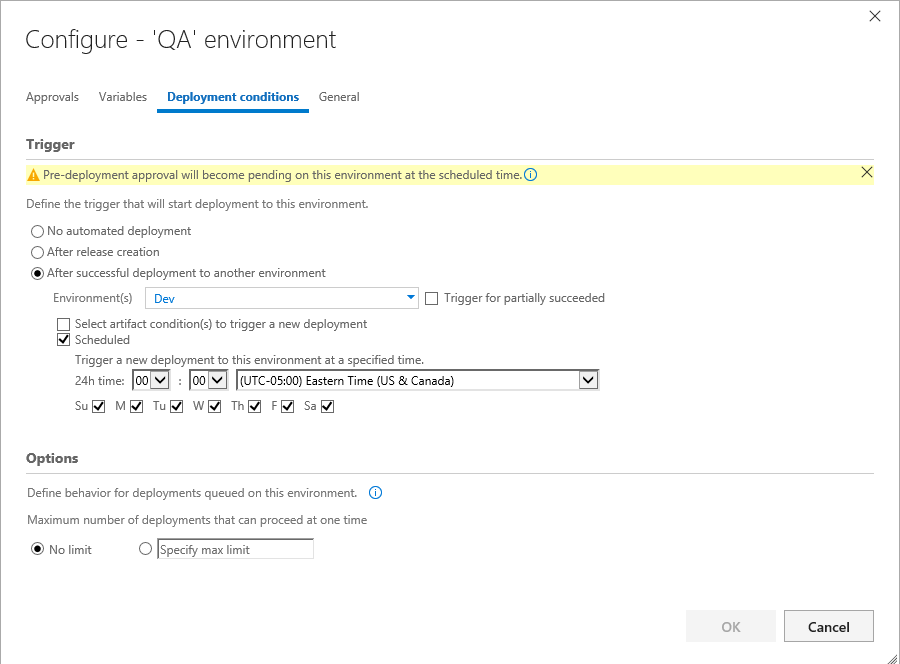 Configure - 'QA' environment
Approvals Variables Deployment conditions General
Trigger
Pre-deployment approval will become pending on this environment at the scheduled time.
Define the trigger that will start deployment to this environment.
No automated deployment
After release creation
After successful deployment to another environment
Environment(s) Dev Trigger for partially succeeded
Select artifact condition(s) to trigger a new deployment
Scheduled
Trigger a new deployment to this environment at a specified time.
24h time: 00 : 00 (UTC-05:00) Eastern Time (US & Canada)
Su M Tu W Th F Sa
Options
Define behavior for deployments queued on this environment.
Maximum number of deployments that can proceed at one time
No limit Specify max limit
OK Cancel